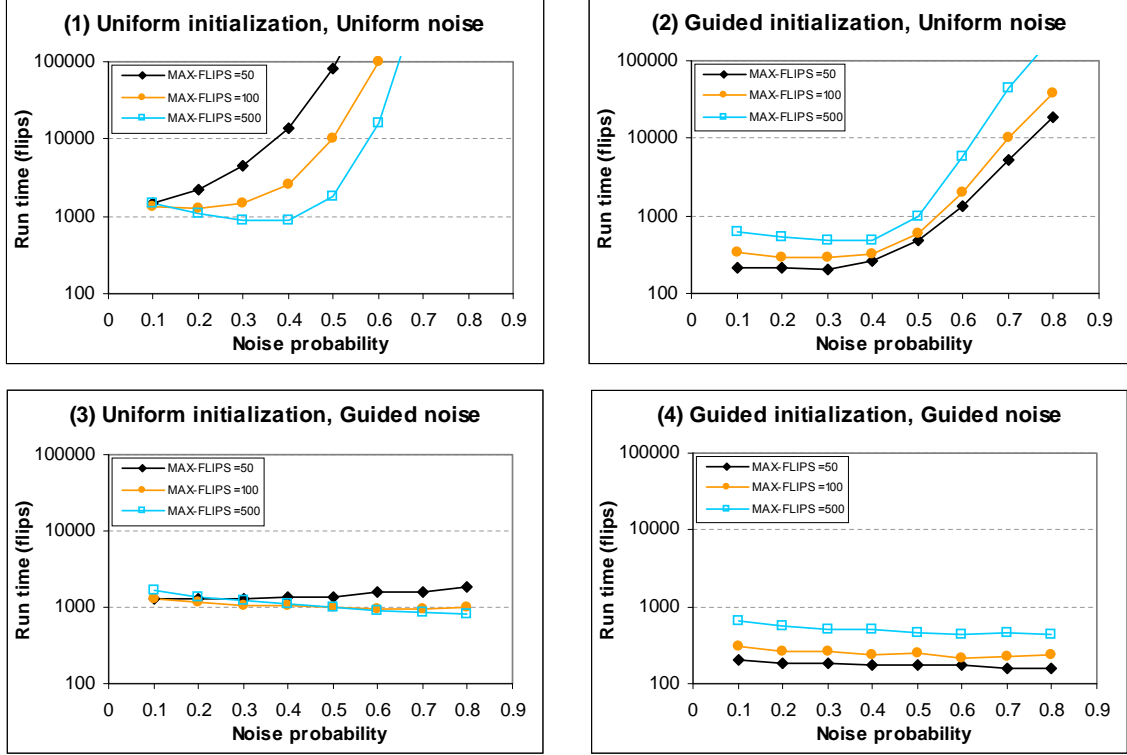 (1) Uniform initialization, Uniform noise
100000
10000
1000
100
Run time (flips)
MAX-FLIPS=50
MAX-FLIPS=100
MAX-FLIPS=500
0 0.1 0.2 0.3 0.4 0.5 0.6 0.7 0.8 0.9
Noise probability
(2) Guided initialization, Uniform noise
100000
10000
1000
100
Run time (flips)
MAX-FLIPS=50
MAX-FLIPS=100
MAX-FLIPS=500
0 0.1 0.2 0.3 0.4 0.5 0.6 0.7 0.8 0.9
Noise probability
(3) Uniform initialization, Guided noise
100000
10000
1000
100
Run time (flips)
MAX-FLIPS=50
MAX-FLIPS=100
MAX-FLIPS=500
0 0.1 0.2 0.3 0.4 0.5 0.6 0.7 0.8 0.9
Noise probability
(4) Guided initialization, Guided noise
100000
10000
1000
100
Run time (flips)
MAX-FLIPS=50
MAX-FLIPS=100
MAX-FLIPS=500
0 0.1 0.2 0.3 0.4 0.5 0.6 0.7 0.8 0.9
Noise probability